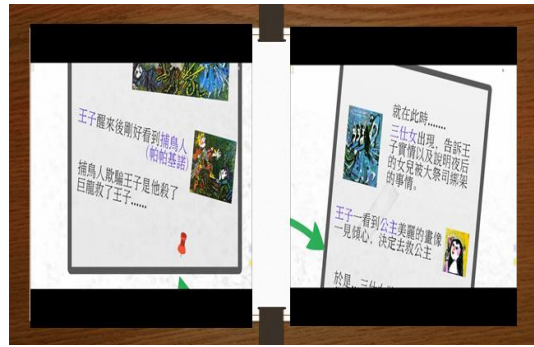 王子醒來後剛好看到捕鳥人
(帕帕基諾)
捕鳥人欺騙王子是他殺了
巨龍救了王子......
就在此時.......
三仕女出現，告訴王
子實情以及說明夜后
的女兒被大祭司綁架
的事情。
王子一看到公主美麗的畫像
一見傾心，決定去救公主
於是..三仕女